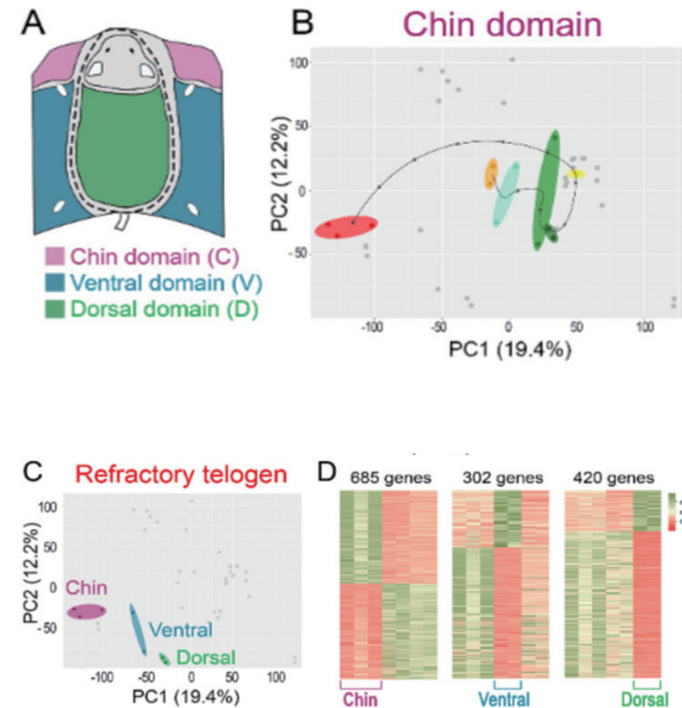 A
Chin domain (C)
Ventral domain (V)
Dorsal domain (D)
B
Chin domain
PC2 (12.2%)
100
50
0
-50
-100
-50
0
50
100
PC1 (19.4%)
C
Refractory telogen
PC2 (12.2%)
100
50
0
-50
Chin
Ventral
Dorsal
-100
-50
0
50
100
PC1 (19.4%)
D
685 genes
302 genes
420 genes
Chin
Ventral
Dorsal